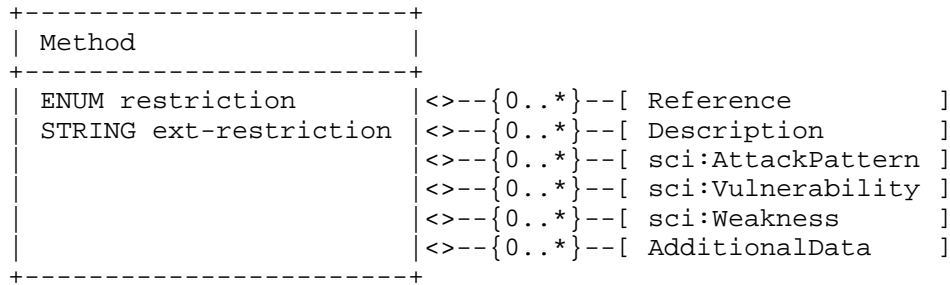 +-------------------------+
| Method                  |
+-------------------------+
| ENUM restriction        |<>--{0..*}--[ Reference         ]
| STRING ext-restriction  |<>--{0..*}--[ Description       ]
|                         |<>--{0..*}--[ sci:AttackPattern ]
|                         |<>--{0..*}--[ sci:Vulnerability ]
|                         |<>--{0..*}--[ sci:Weakness      ]
|                         |<>--{0..*}--[ AdditionalData    ]
+-------------------------+